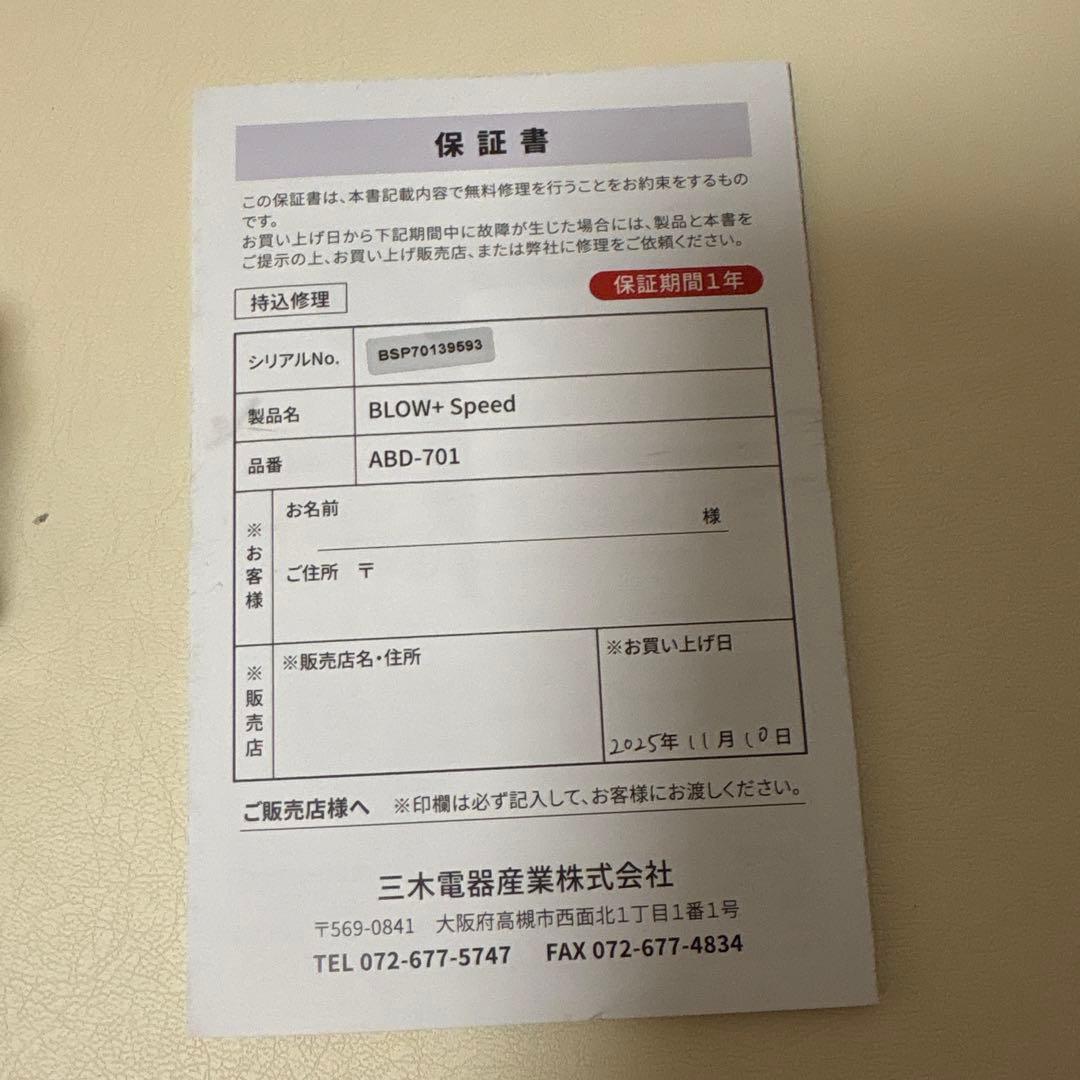 保証書
この保証書は、本書記載内容で無料修理を行うことをお約束をするもの
です。
お買い上げ日から下記期間中に故障が生じた場合には、製品と本書を
ご提示の上、お買い上げ販売店、または弊社に修理をご依頼ください。
持込修理
保証期間1年
シリアルNo.
BSP70139593
製品名
BLOW+ Speed
品番
ABD-701
※お客様
お名前
様
ご住所 〒
※販売店
※販売店名・住所
※お買い上げ日
2025年 11月 10日
ご販売店様へ ※印欄は必ず記入して、お客様にお渡しください。
三木電器産業株式会社
〒569-0841 大阪府高槻市西面北1丁目1番1号
TEL 072-677-5747 FAX 072-677-4834